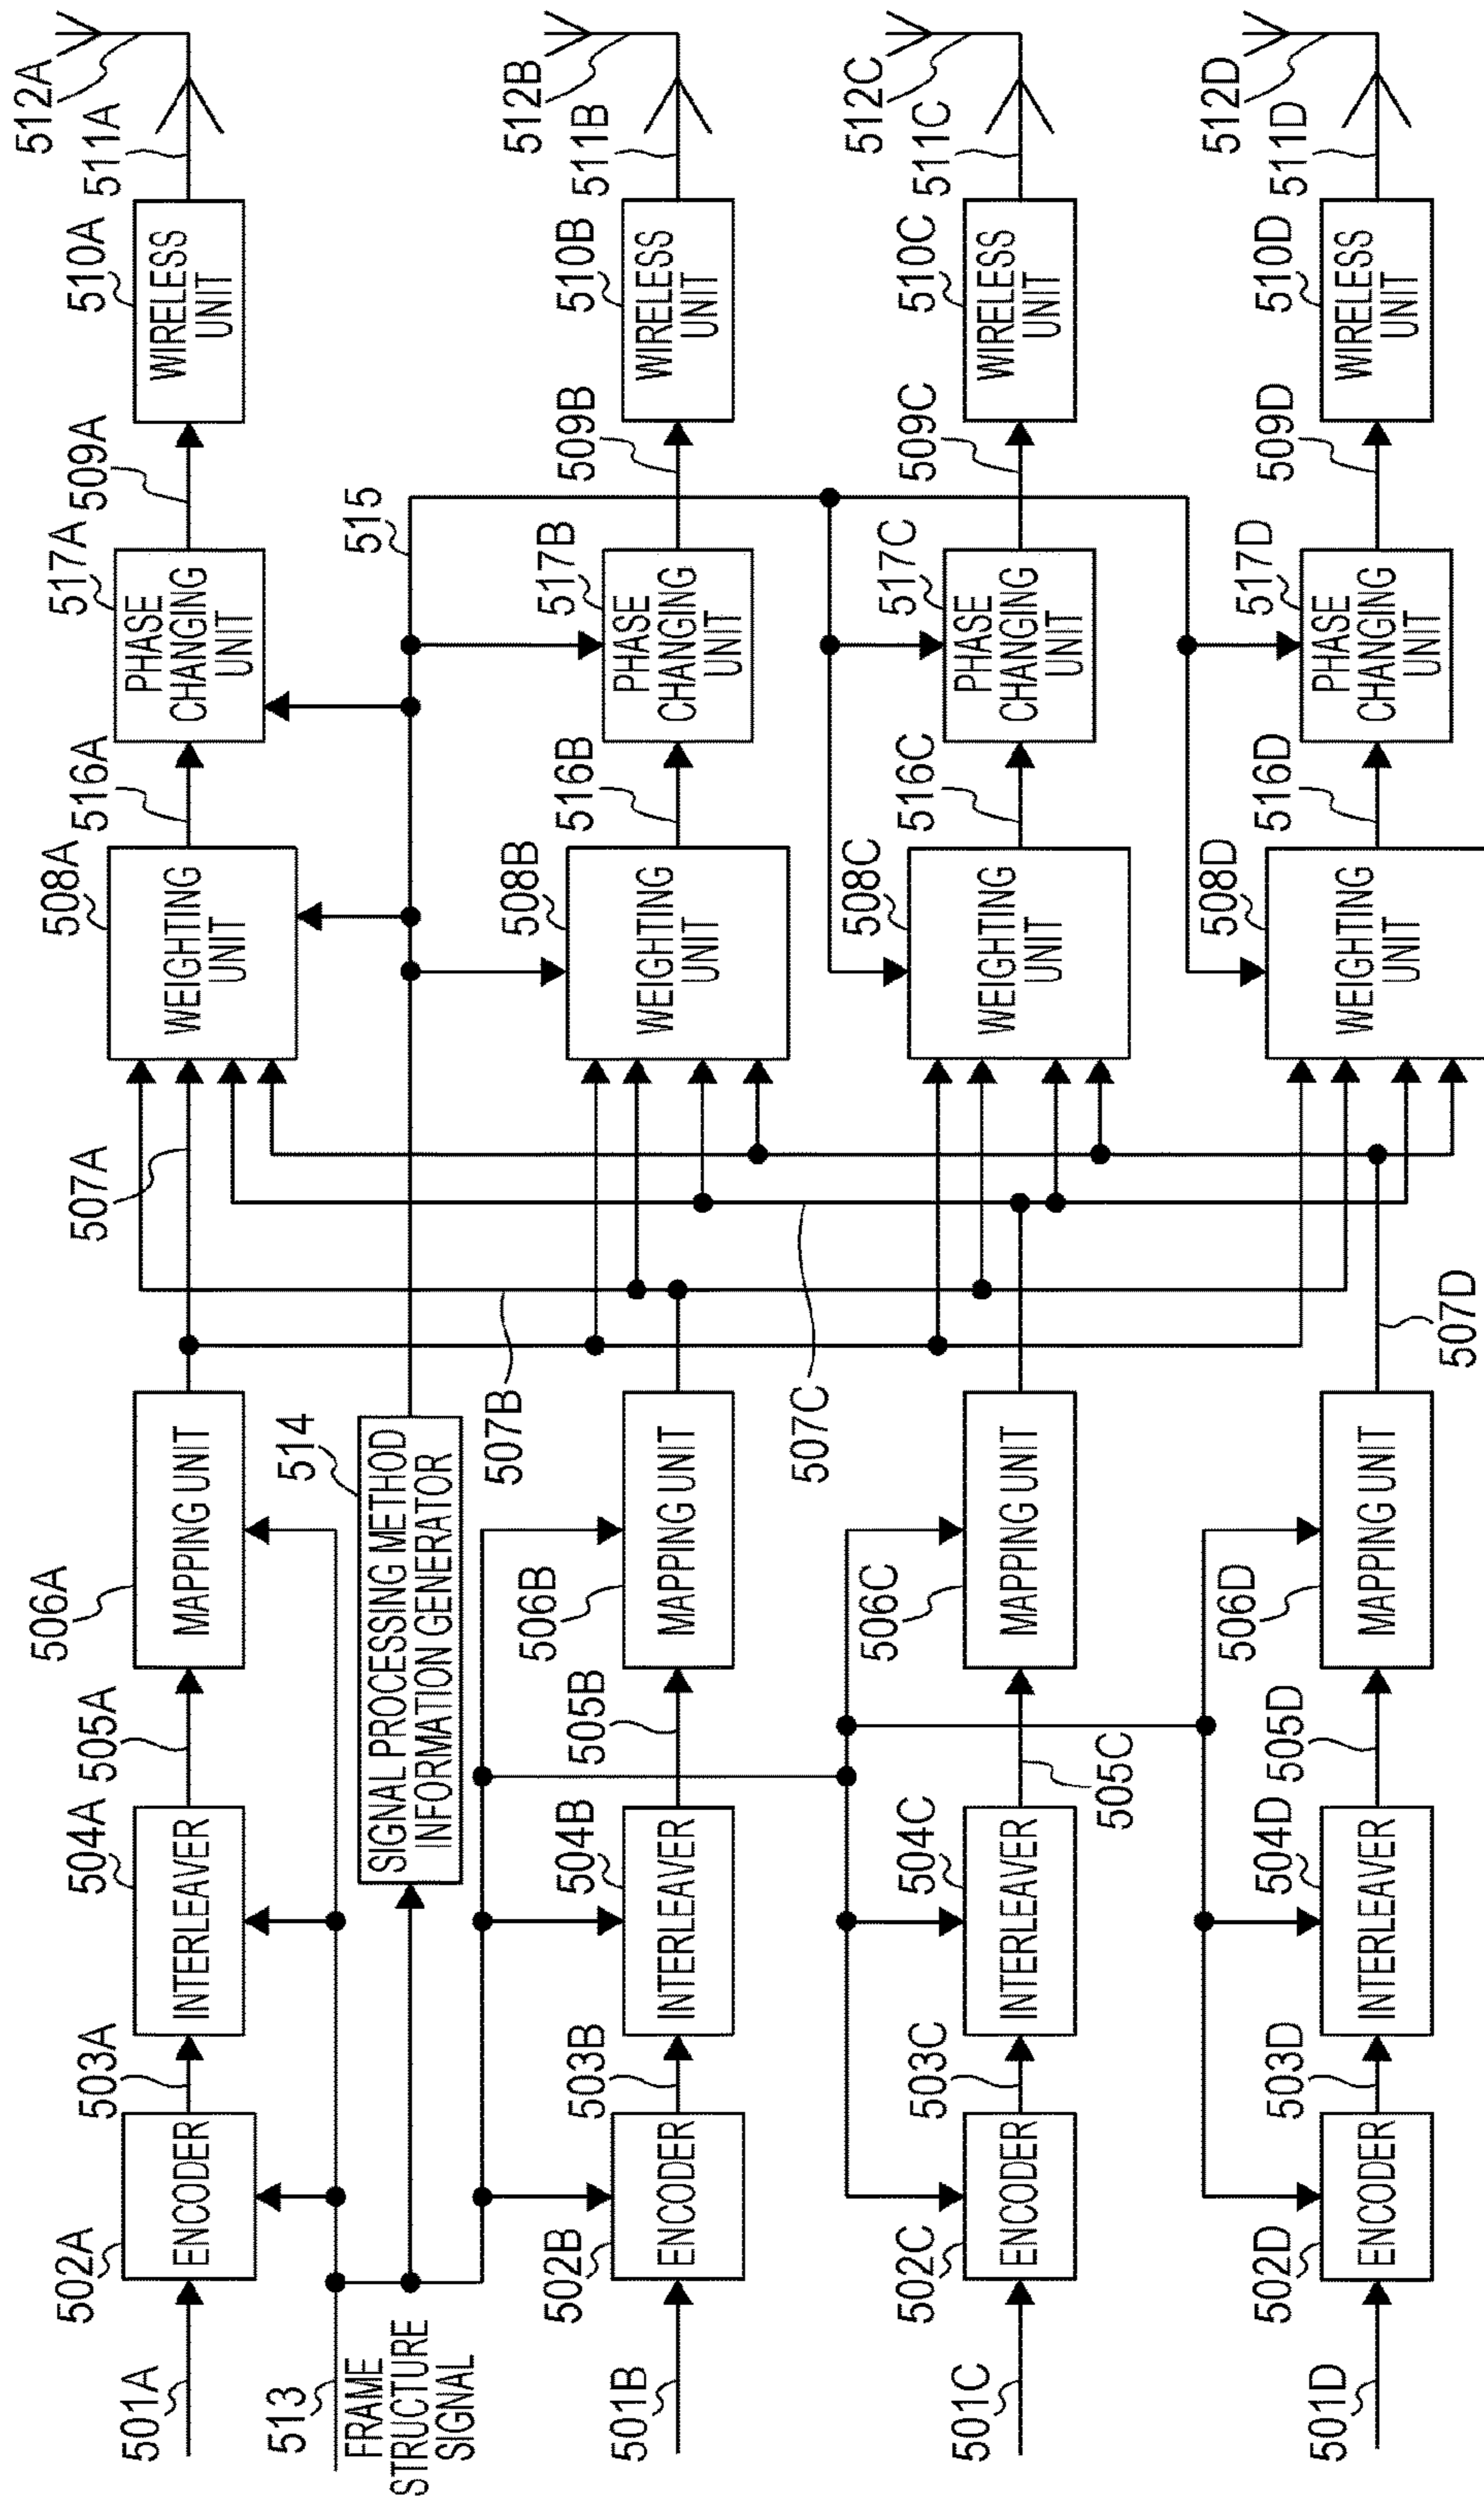 501A
502A
ENCODER
503A
504A
INTERLEAVER
505A
506A
MAPPING UNIT
507A
508A
WEIGHTING
UNIT
516A
517A
PHASE
CHANGING
UNIT
509A
510A
WIRELESS
UNIT
511A
512A
513
FRAME
STRUCTURE
SIGNAL
514
SIGNAL PROCESSING METHOD
INFORMATION GENERATOR
515
501B
502B
ENCODER
503B
504B
INTERLEAVER
505B
506B
MAPPING UNIT
507B
508B
WEIGHTING
UNIT
516B
517B
PHASE
CHANGING
UNIT
509B
510B
WIRELESS
UNIT
511B
512B
501C
502C
ENCODER
503C
504C
INTERLEAVER
505C
506C
MAPPING UNIT
507C
508C
WEIGHTING
UNIT
516C
517C
PHASE
CHANGING
UNIT
509C
510C
WIRELESS
UNIT
511C
512C
501D
502D
ENCODER
503D
504D
INTERLEAVER
505D
506D
MAPPING UNIT
507D
508D
WEIGHTING
UNIT
516D
517D
PHASE
CHANGING
UNIT
509D
510D
WIRELESS
UNIT
511D
512D